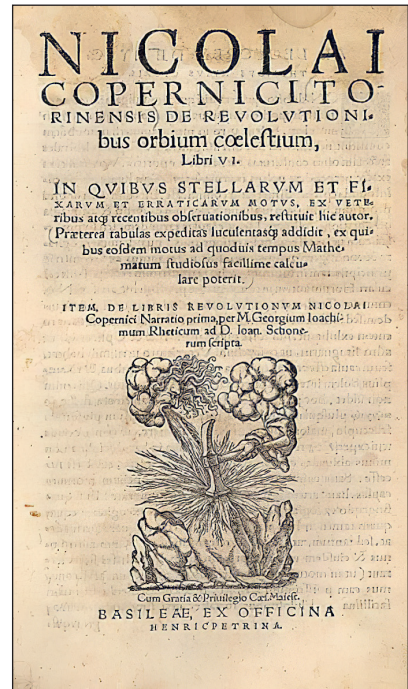 NICOLAI
COPERNICI TO-
RINENSIS DE REVOLVTIONI-
bus orbium cœlestium,
Libri VI.
IN QVIBVS STELLARVM ET FI-
XARVM ET ERRATICARVM MOTVS, EX VETE-
ribus atq; recentibus obseruationibus, restituit hic autor.
Præterea tabulas expeditas luculentasq; addidit, ex qui-
bus eosdem motus ad quoduis tempus Mathe-
matum studiosus facillime calcu-
lare poterit.
ITEM, DE LIBRIS REVOLVTIONVM NICOLAI
Copernici Narratio prima, per M. Georgium Ioachi-
mum Rheticum ad D. Ioan. Schone-
rum scripta.
Cum Gratia & Priuilegio Cæs. Maiest.
BASILEAE, EX OFFICINA
HENRICPETRINA.